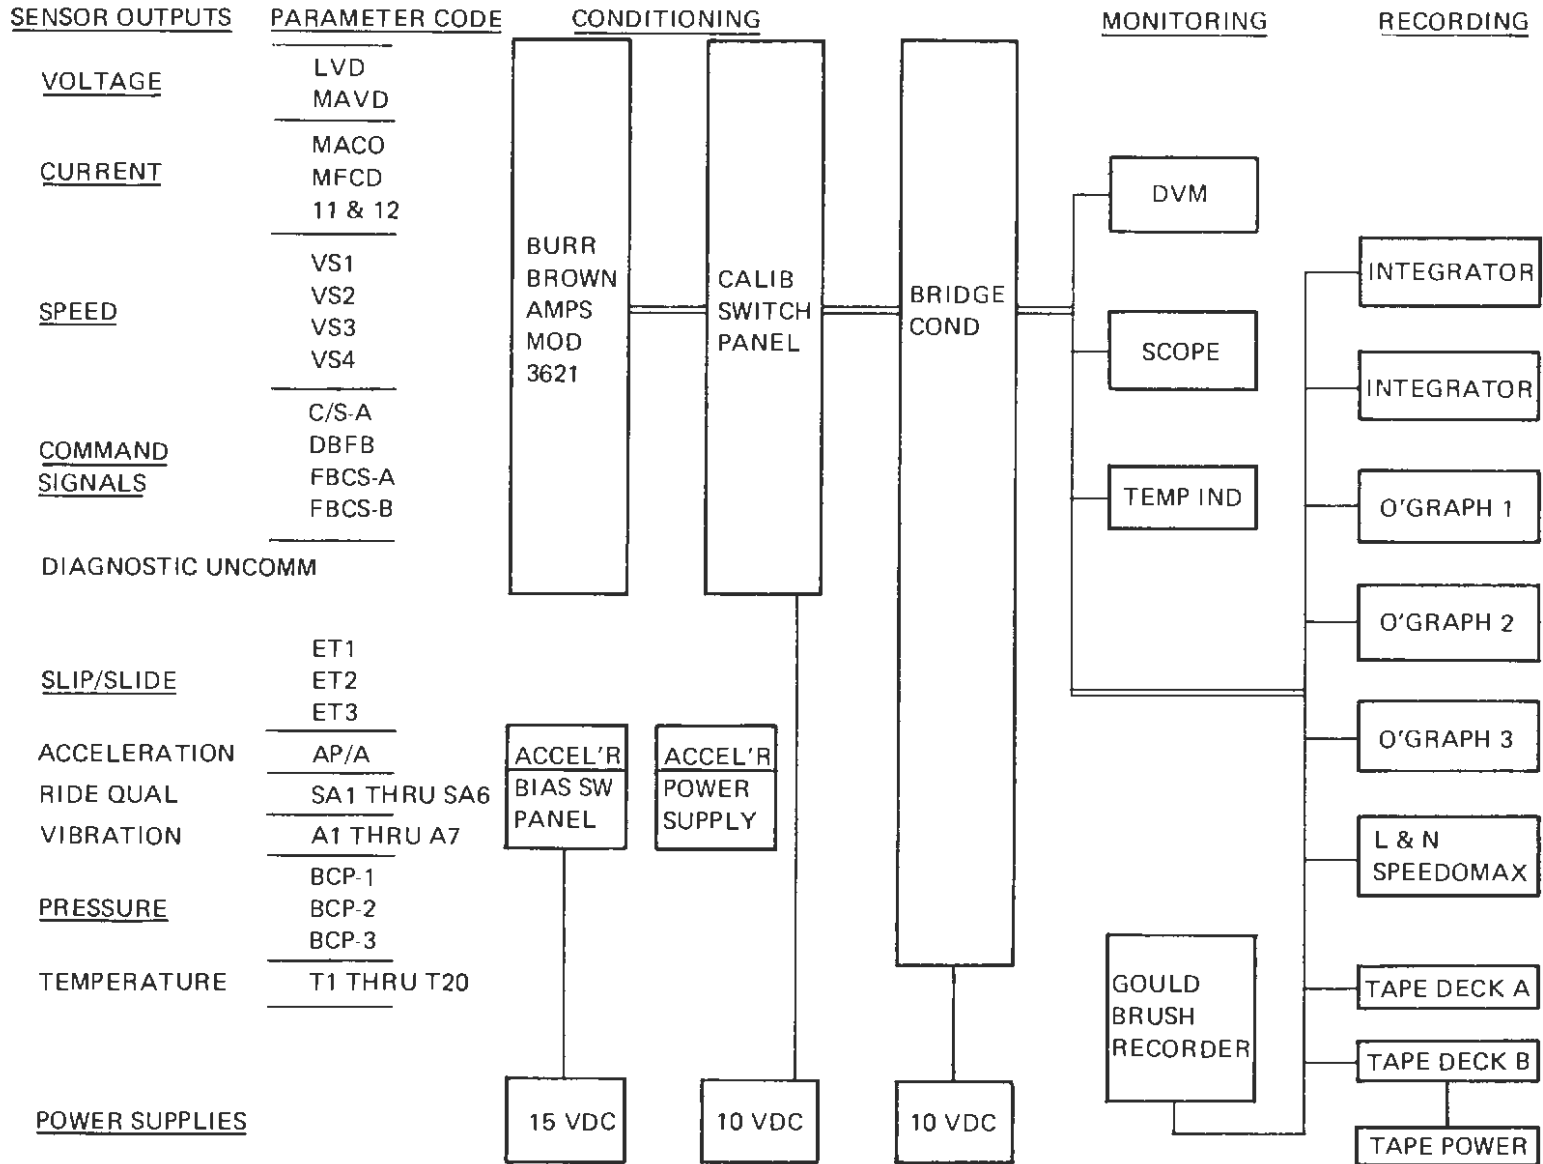 SENSOR OUTPUTS
PARAMETER CODE
CONDITIONING
MONITORING
RECORDING
VOLTAGE
LVD
MAVD
CURRENT
MACO
MFCD
11 & 12
SPEED
VS1
VS2
VS3
VS4
COMMAND
SIGNALS
C/S-A
DBFB
FBCS-A
FBCS-B
DIAGNOSTIC UNCOMM
SLIP/SLIDE
ET1
ET2
ET3
ACCELERATION
AP/A
RIDE QUAL
SA1 THRU SA6
VIBRATION
A1 THRU A7
PRESSURE
BCP-1
BCP-2
BCP-3
TEMPERATURE
T1 THRU T20
POWER SUPPLIES
BURR
BROWN
AMPS
MOD
3621
CALIB
SWITCH
PANEL
BRIDGE
COND
ACCEL'R
BIAS SW
PANEL
ACCEL'R
POWER
SUPPLY
15 VDC
10 VDC
10 VDC
DVM
SCOPE
TEMP IND
GOULD
BRUSH
RECORDER
INTEGRATOR
INTEGRATOR
O'GRAPH 1
O'GRAPH 2
O'GRAPH 3
L & N
SPEEDOMAX
TAPE DECK A
TAPE DECK B
TAPE POWER